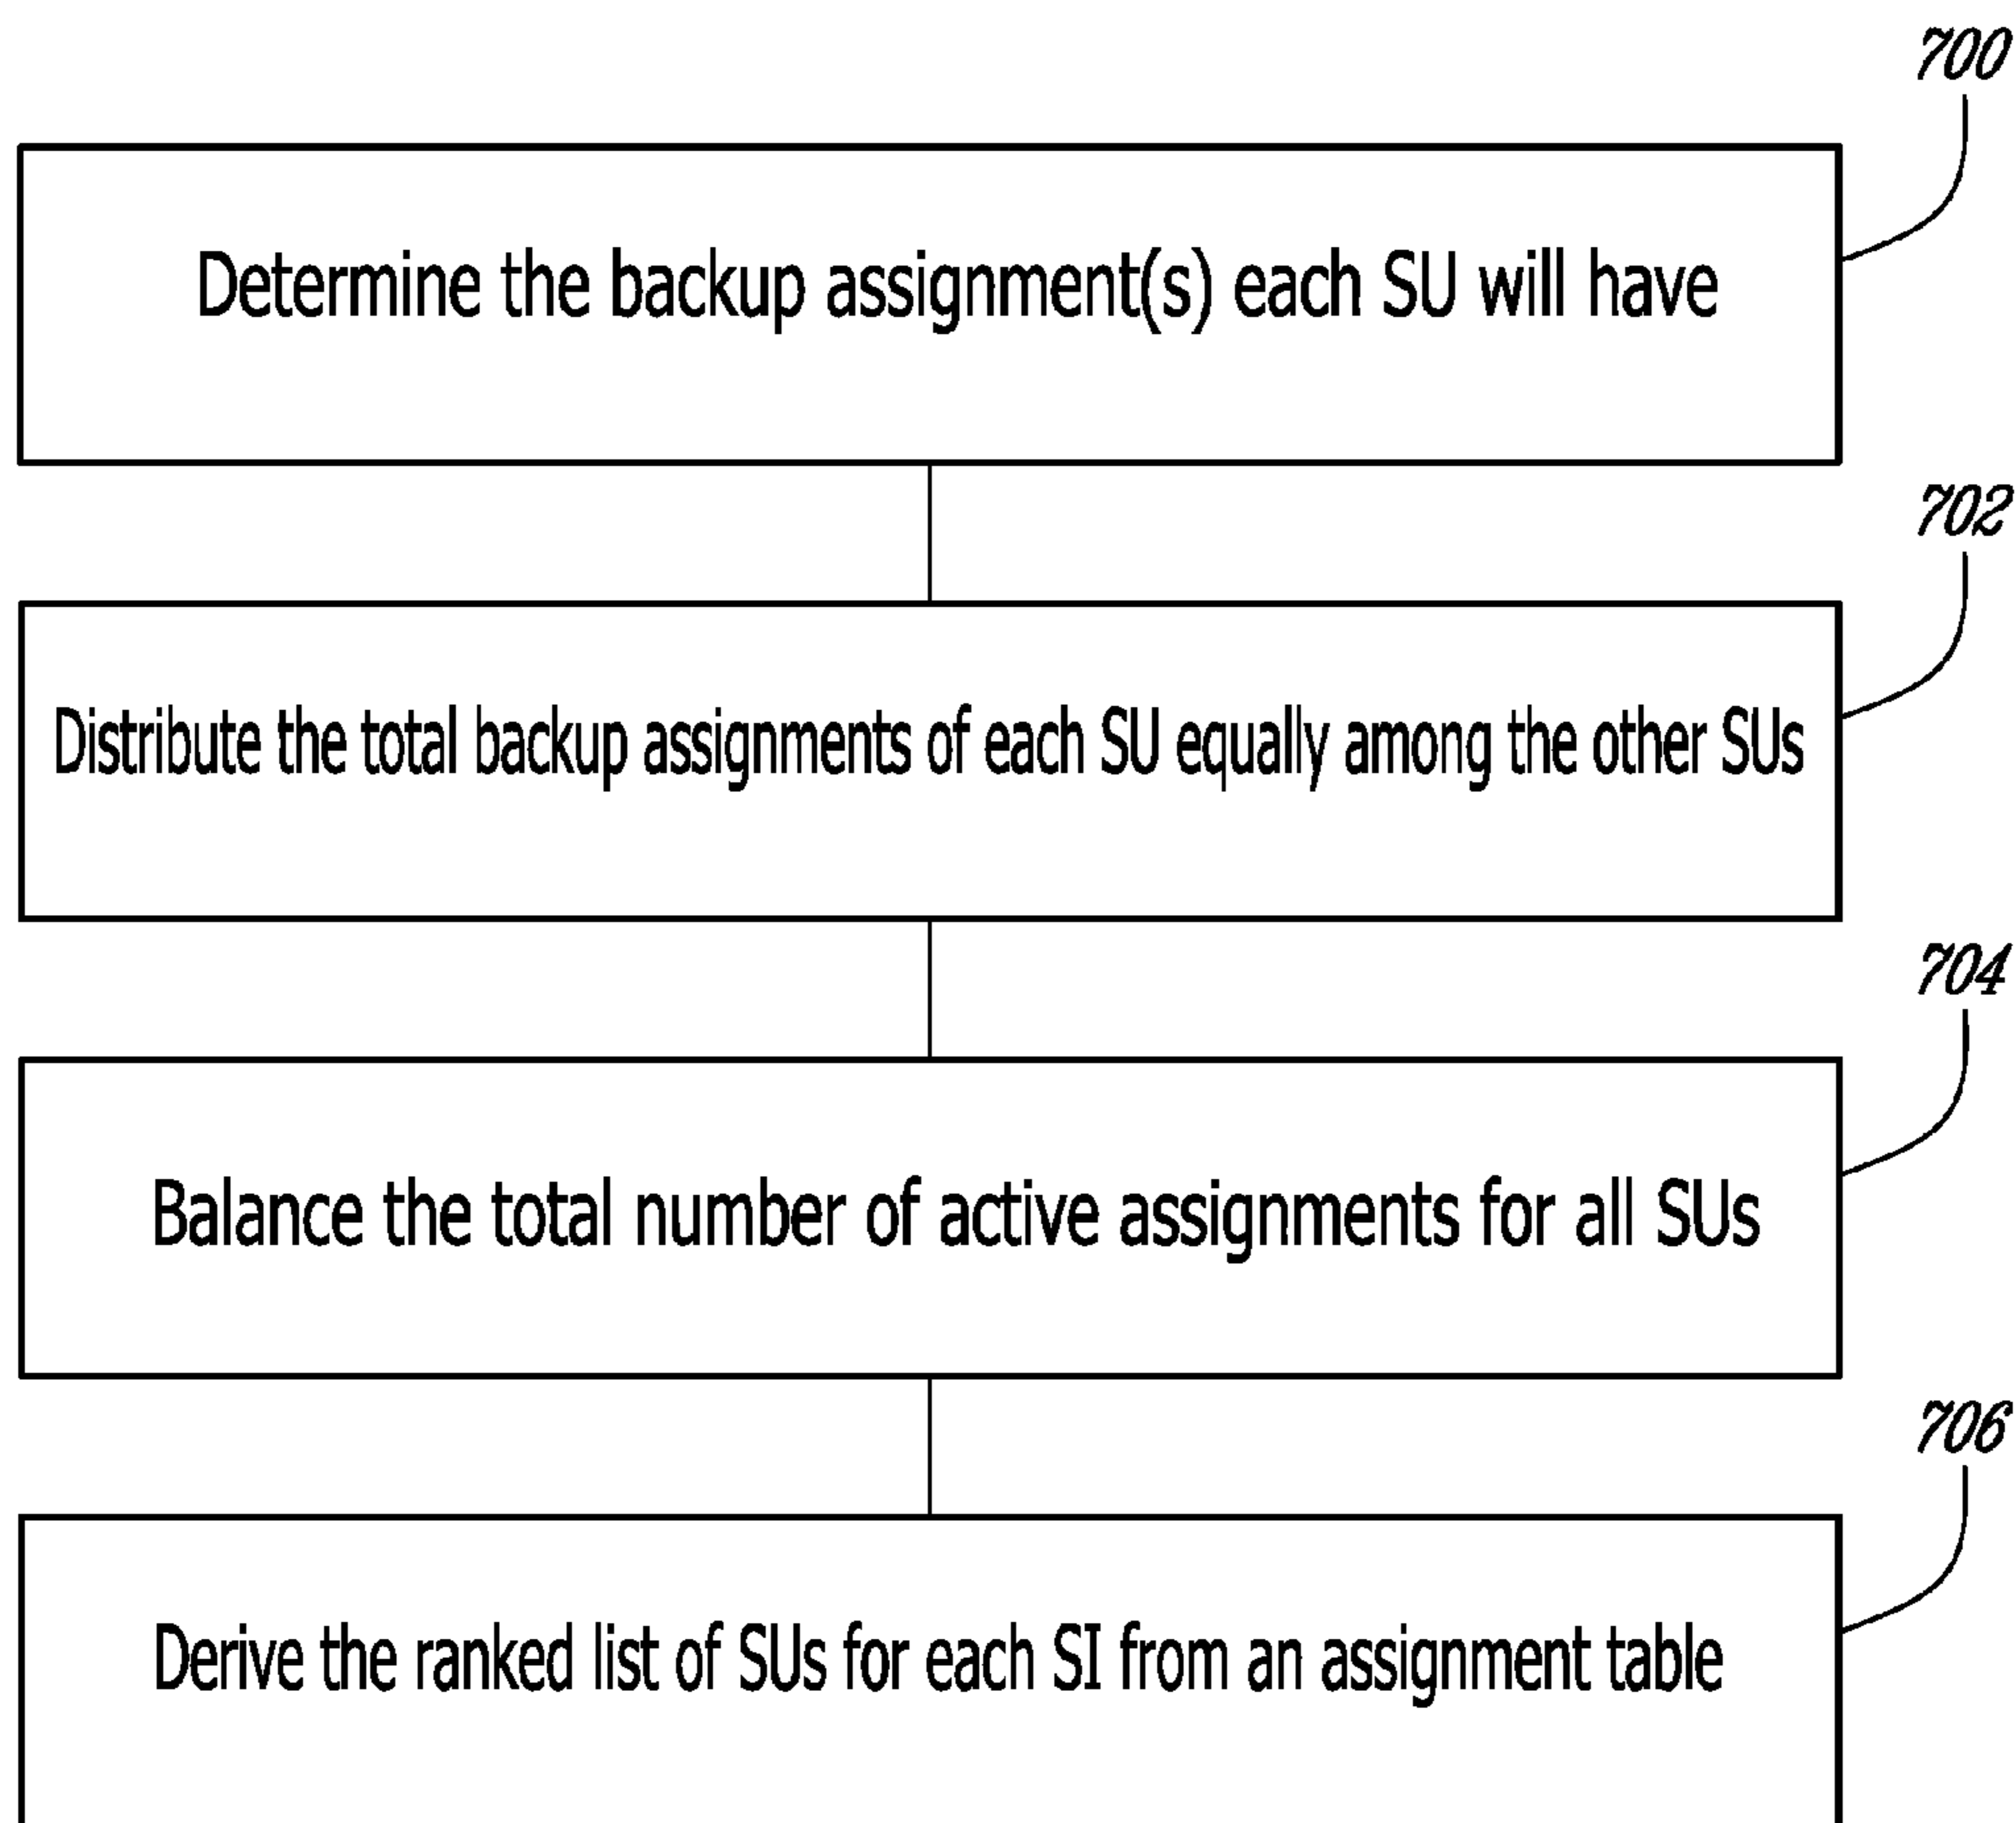 700
Determine the backup assignment(s) each SU will have
702
Distribute the total backup assignments of each SU equally among the other SUs
704
Balance the total number of active assignments for all SUs
706
Derive the ranked list of SUs for each SI from an assignment table